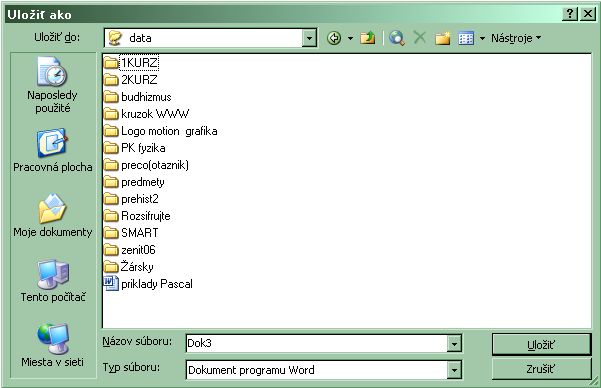 Uložiť ako
Uložiť do: data Nástroje
Naposledy
použité
Pracovná plocha
Moje dokumenty
Tento počítač
Miesta v sieti
1KURZ
2KURZ
budhizmus
kruzok WWW
Logo motion grafika
PK fyzika
preco(otaznik)
predmety
prehist2
Rozsifrujte
SMART
zenit06
Žársky
priklady Pascal
Názov súboru: Dok3 Uložiť
Typ súboru: Dokument programu Word Zrušiť